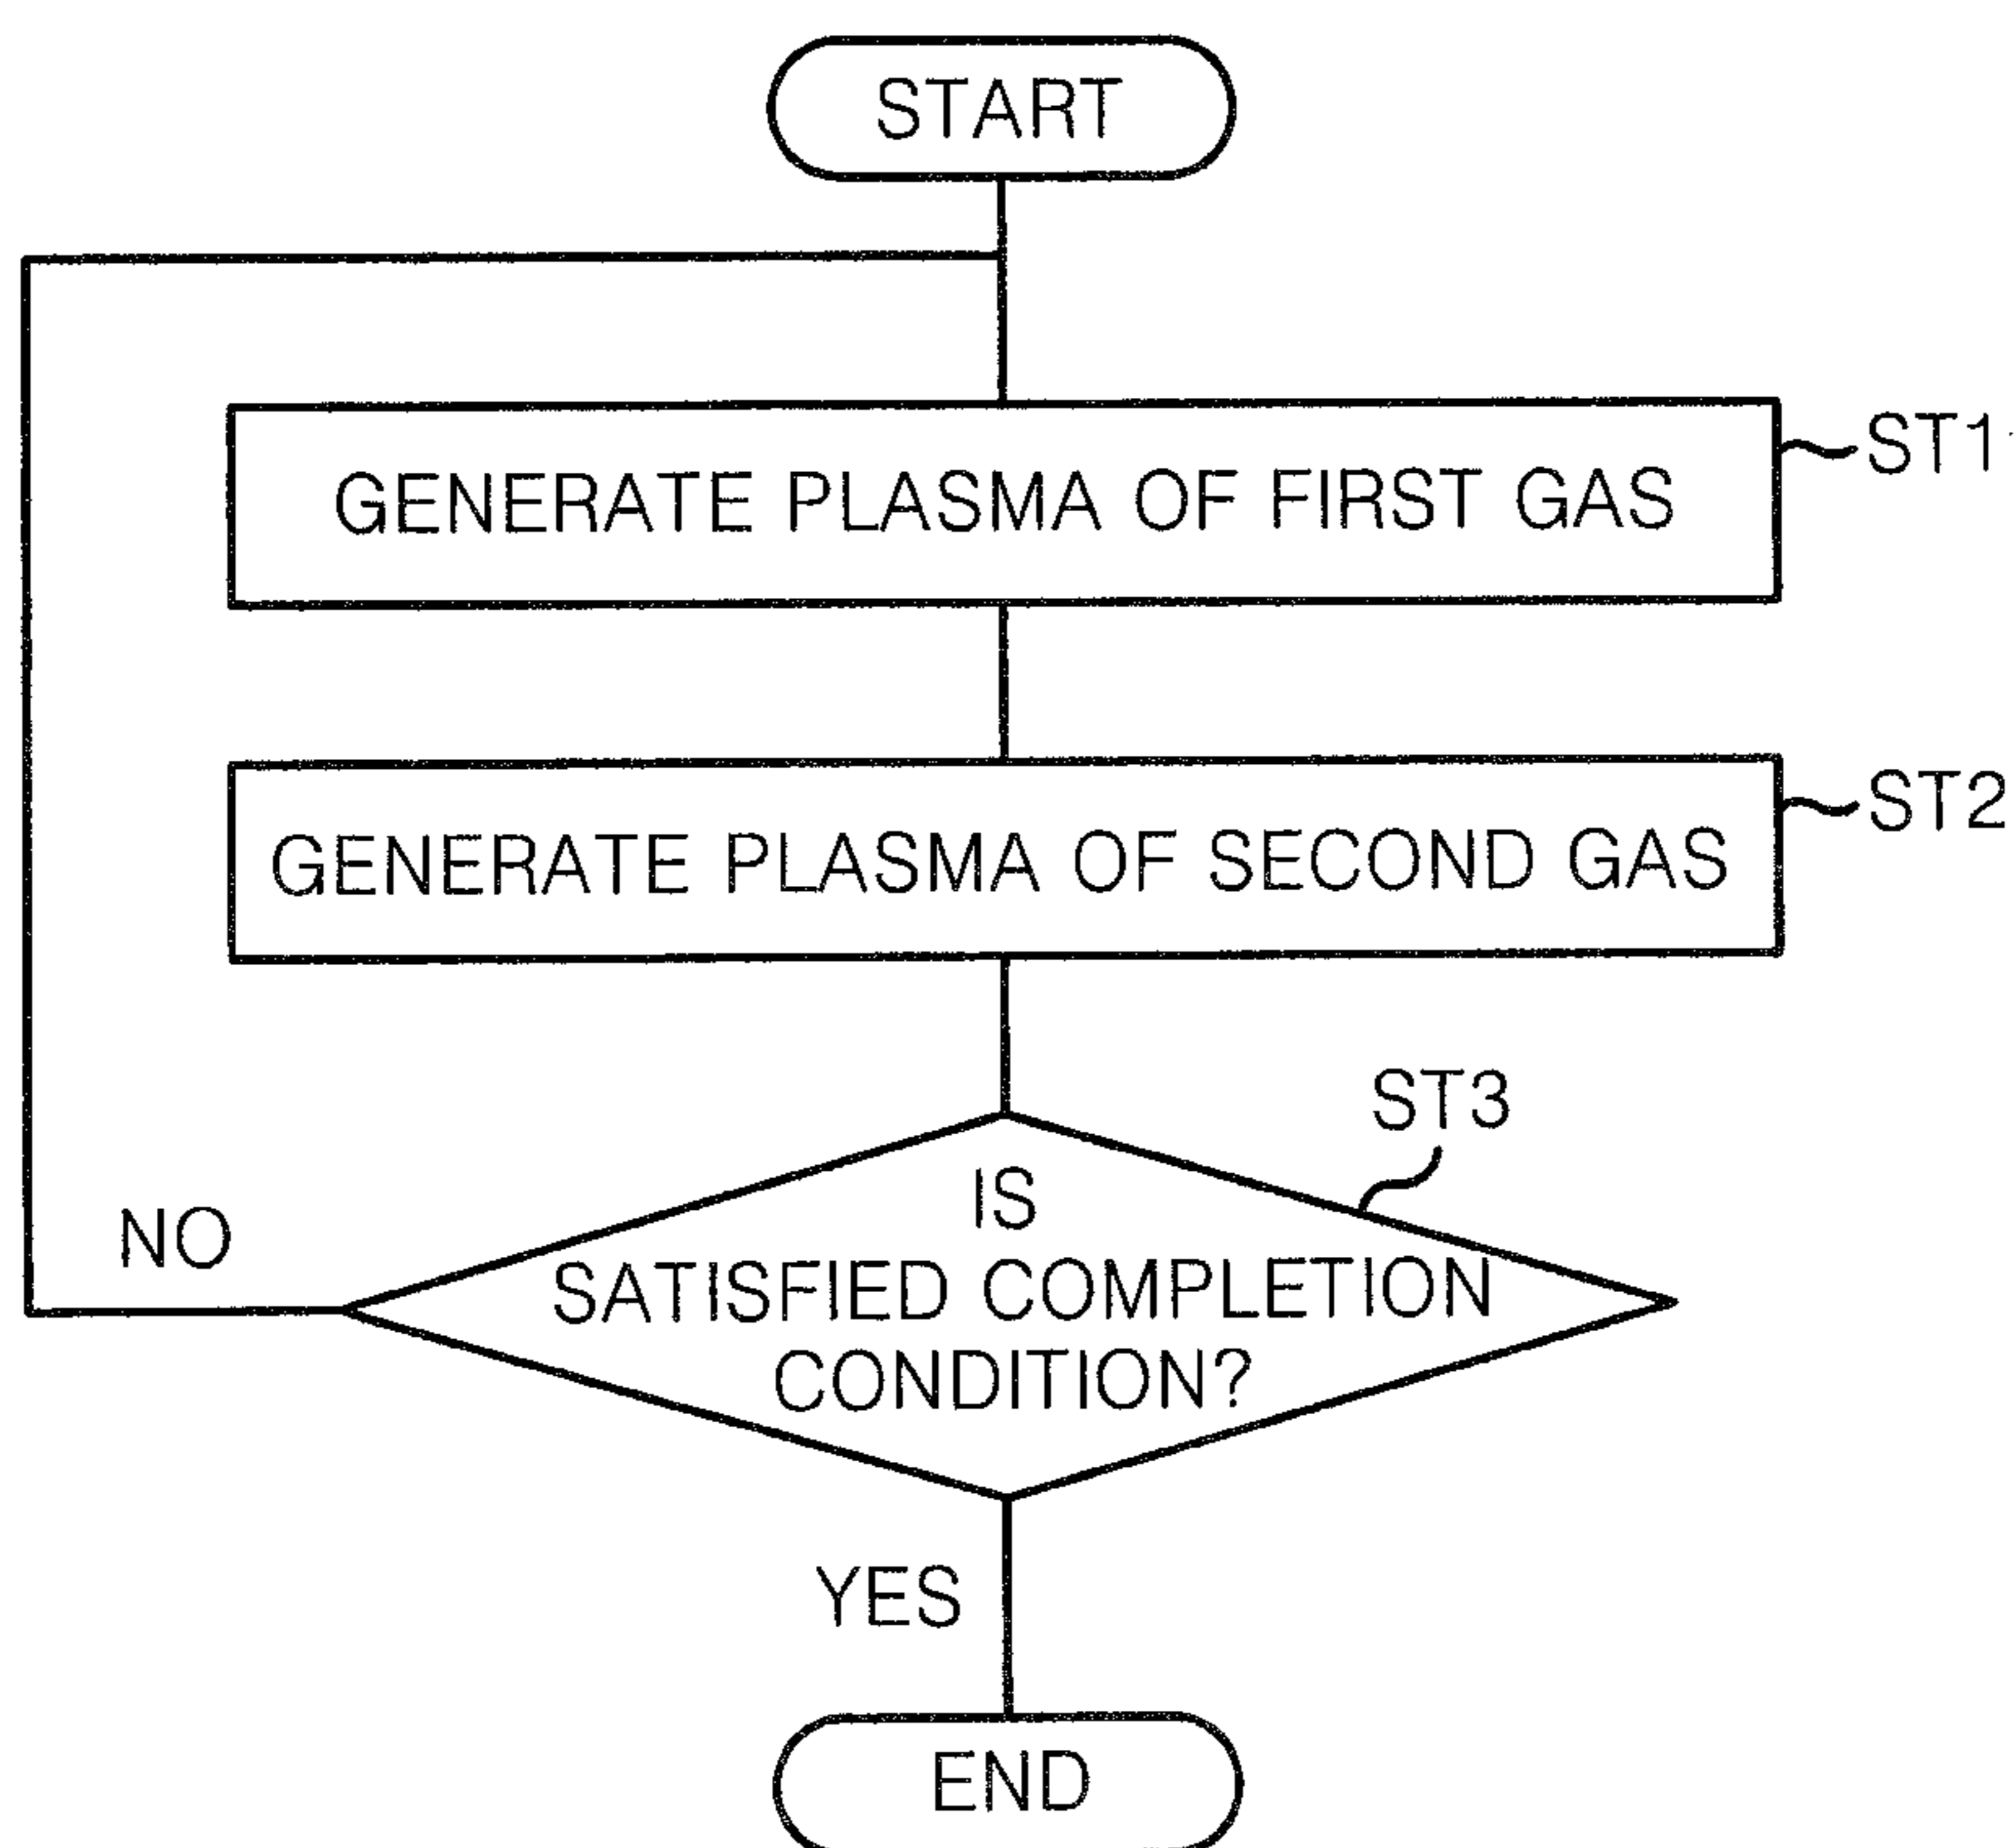 START
GENERATE PLASMA OF FIRST GAS
ST1
GENERATE PLASMA OF SECOND GAS
ST2
ST3
IS
SATISFIED COMPLETION
CONDITION?
NO
YES
END